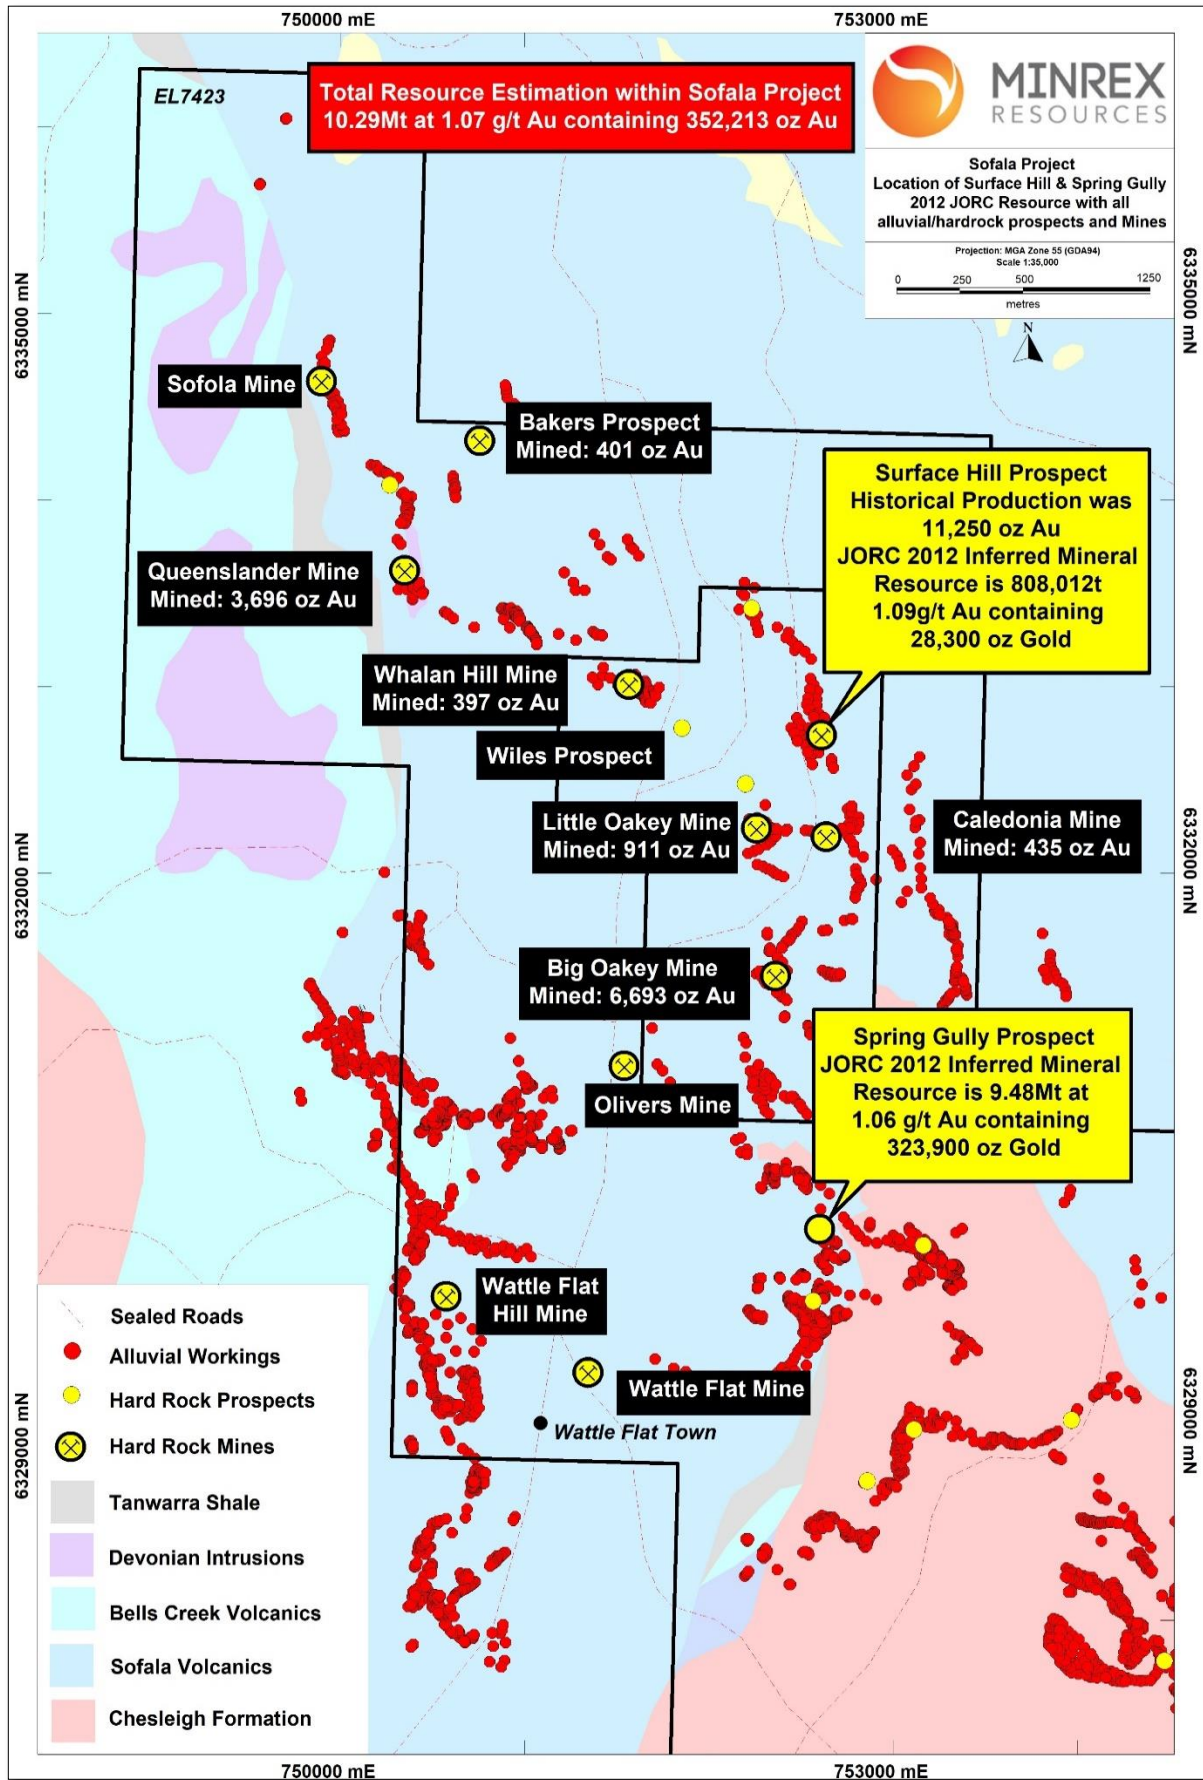 750000 mE
753000 mE
EL7423
Total Resource Estimation within Sofala Project
10.29Mt at 1.07 g/t Au containing 352,213 oz Au
MINREX
RESOURCES
Sofala Project
Location of Surface Hill & Spring Gully
2012 JORC Resource with all
alluvial/hardrock prospects and Mines
Projection: MGA Zone 55 (GDA94)
Scale 1:35,000
0 250 500 1250
metres
N
6335000 mN
6335000 mN
Sofola Mine
Bakers Prospect
Mined: 401 oz Au
Surface Hill Prospect
Historical Production was
11,250 oz Au
JORC 2012 Inferred Mineral
Resource is 808,012t
1.09g/t Au containing
28,300 oz Gold
Queenslander Mine
Mined: 3,696 oz Au
Whalan Hill Mine
Mined: 397 oz Au
Wiles Prospect
Little Oakey Mine
Mined: 911 oz Au
Caledonia Mine
Mined: 435 oz Au
6332000 mN
6332000 mN
Big Oakey Mine
Mined: 6,693 oz Au
Spring Gully Prospect
JORC 2012 Inferred Mineral
Resource is 9.48Mt at
1.06 g/t Au containing
323,900 oz Gold
Olivers Mine
Wattle Flat
Hill Mine
Wattle Flat Mine
Wattle Flat Town
6329000 mN
6329000 mN
Sealed Roads
Alluvial Workings
Hard Rock Prospects
Hard Rock Mines
Tanwarra Shale
Devonian Intrusions
Bells Creek Volcanics
Sofala Volcanics
Chesleigh Formation
750000 mE
753000 mE